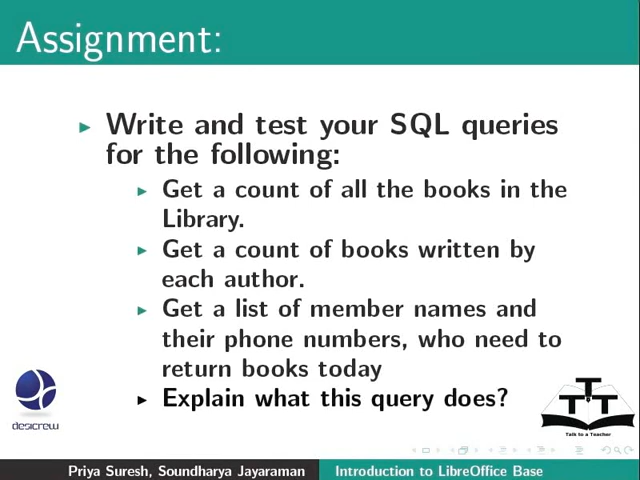 Assignment:
Write and test your SQL queries
for the following:
Get a count of all the books in the
Library.
Get a count of books written by
each author.
Get a list of member names and
their phone numbers, who need to
return books today
Explain what this query does?
desicrew
T
T T
Talk to a Teacher
Priya Suresh, Soundharya Jayaraman
Introduction to LibreOffice Base